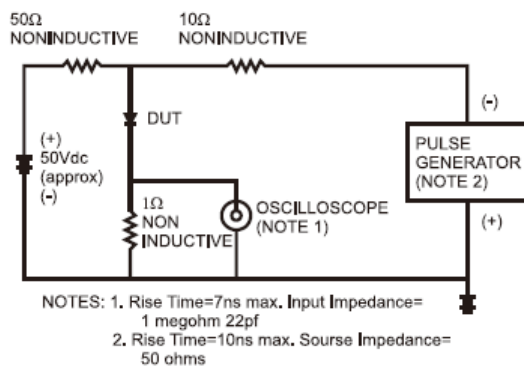 50Ω
NONINDUCTIVE
10Ω
NONINDUCTIVE
DUT
(+)
50Vdc
(approx)
(-)
1Ω
NON
INDUCTIVE
OSCILLOSCOPE
(NOTE 1)
(-)
PULSE
GENERATOR
(NOTE 2)
(+)
NOTES: 1. Rise Time=7ns max. Input Impedance=
1 megohm 22pf
2. Rise Time=10ns max. Sourse Impedance=
50 ohms